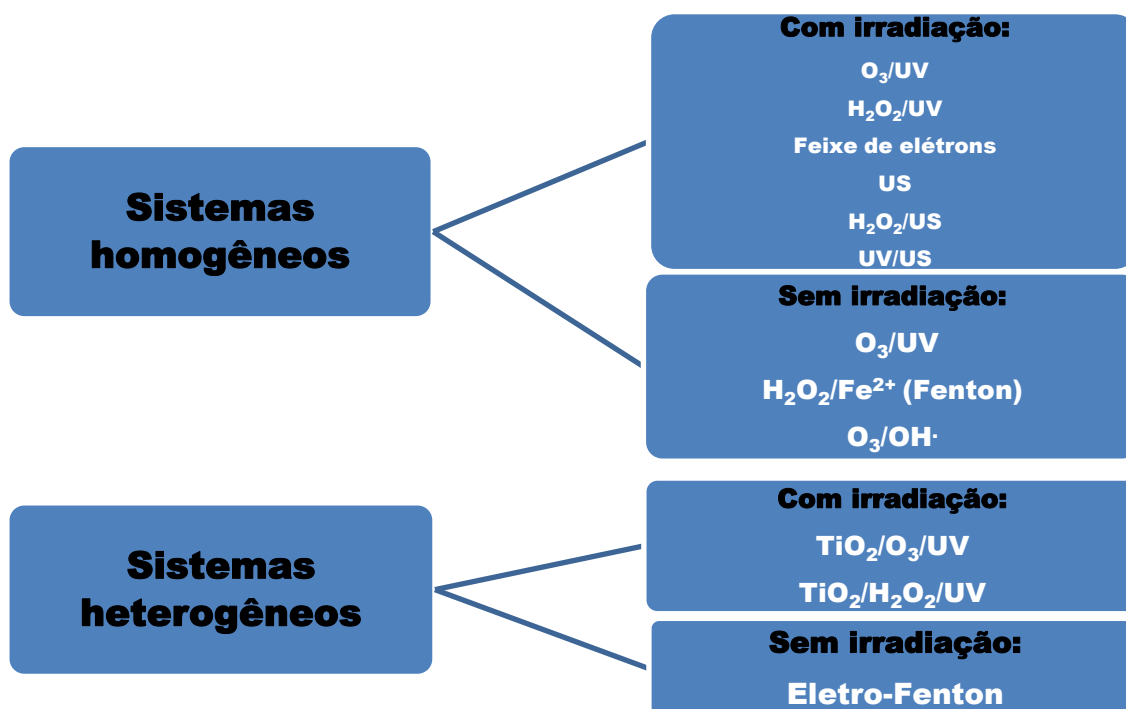 Sistemas
homogêneos
Com irradiação:
O₃/UV
H₂O₂/UV
Feixe de elétrons
US
H₂O₂/US
UV/US
Sem irradiação:
O₃/UV
H₂O₂/Fe²⁺ (Fenton)
O₃/OH·
Sistemas
heterogêneos
Com irradiação:
TiO₂/O₃/UV
TiO₂/H₂O₂/UV
Sem irradiação:
Eletro-Fenton